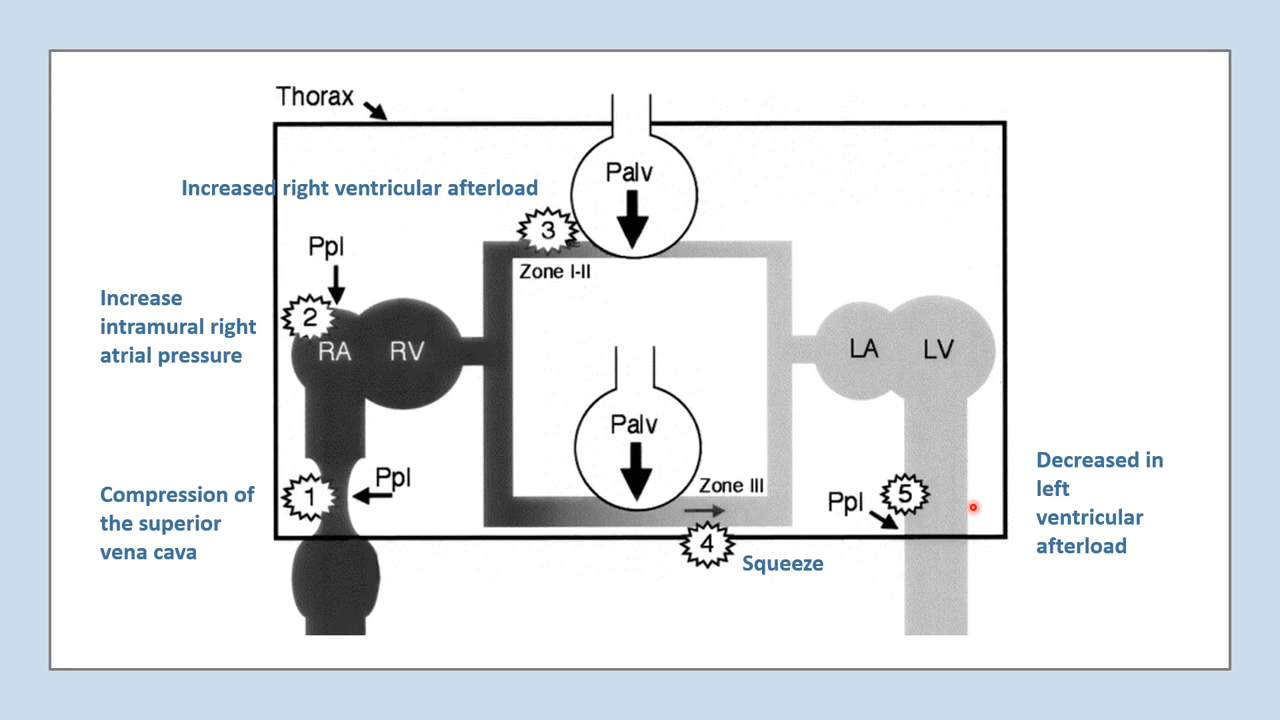 Thorax
Palv
Increased right ventricular afterload
3
Ppl
Zone I-II
Increase
intramural right
atrial pressure
2
RA
RV
LA
LV
Palv
Compression of
the superior
vena cava
1
Ppl
Zone III
Ppl
5
Decreased in
left
ventricular
afterload
4
Squeeze